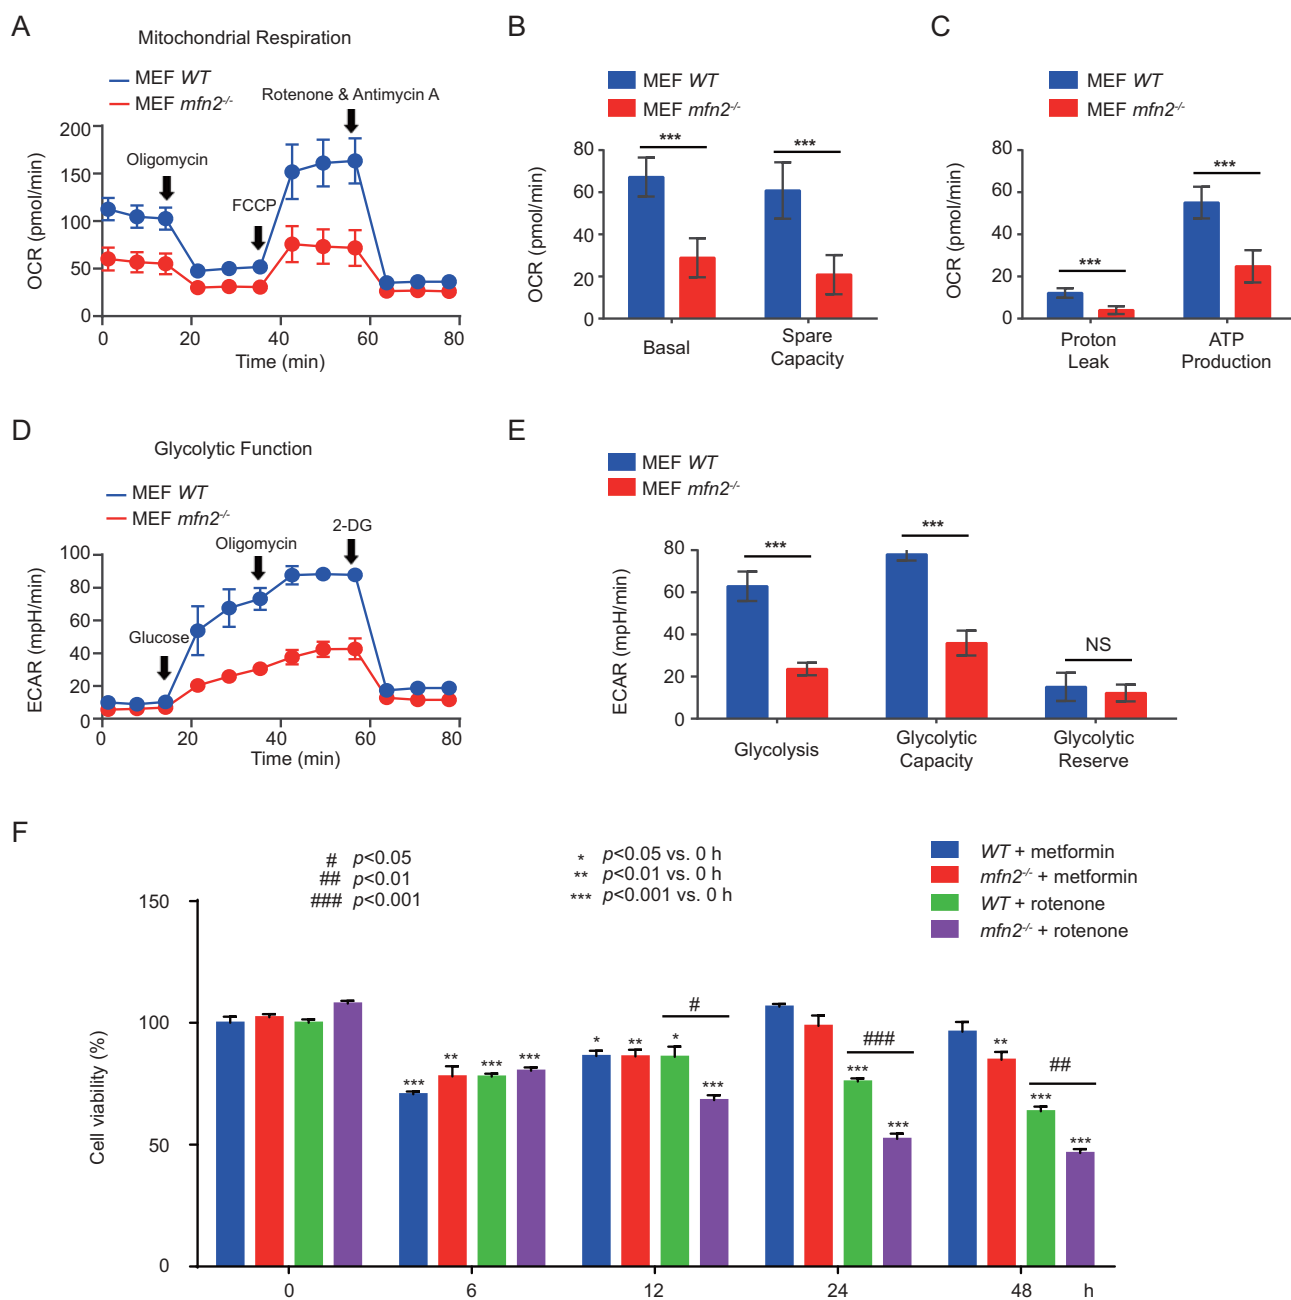 A
Mitochondrial Respiration
MEF WT
MEF mfn2-/-
Rotenone & Antimycin A
Oligomycin
FCCP
200
150
100
50
0
OCR (pmol/min)
0 20 40 60 80
Time (min)
B
MEF WT
MEF mfn2-/-
80
60
40
20
0
OCR (pmol/min)
*** ***
Basal
Spare
Capacity
C
MEF WT
MEF mfn2-/-
80
60
40
20
0
OCR (pmol/min)
*** ***
Proton
Leak
ATP
Production
D
Glycolytic Function
MEF WT
MEF mfn2-/-
2-DG
Oligomycin
Glucose
100
80
60
40
20
0
ECAR (mpH/min)
0 20 40 60 80
Time (min)
E
MEF WT
MEF mfn2-/-
80
60
40
20
0
ECAR (mpH/min)
*** *** NS
Glycolysis
Glycolytic
Capacity
Glycolytic
Reserve
F
# p<0.05
## p<0.01
### p<0.001
* p<0.05 vs. 0 h
** p<0.01 vs. 0 h
*** p<0.001 vs. 0 h
WT + metformin
mfn2-/- + metformin
WT + rotenone
mfn2-/- + rotenone
150
100
50
0
Cell viability (%)
*** ** *** ***
* ** * *** #
*** *** ###
** *** *** ##
0 6 12 24 48 h